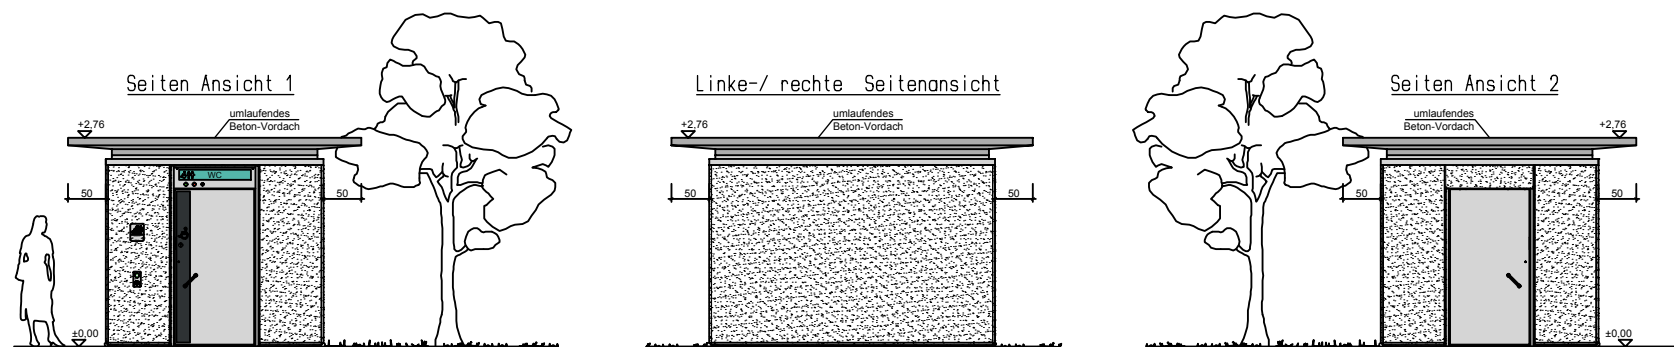 Seiten Ansicht 1
umlaufendes
Beton-Vordach
+2,76
WC
50
50
±0,00
Linke-/ rechte Seitenansicht
umlaufendes
Beton-Vordach
+2,76
50
50
Seiten Ansicht 2
umlaufendes
Beton-Vordach
+2,76
50
50
±0,00